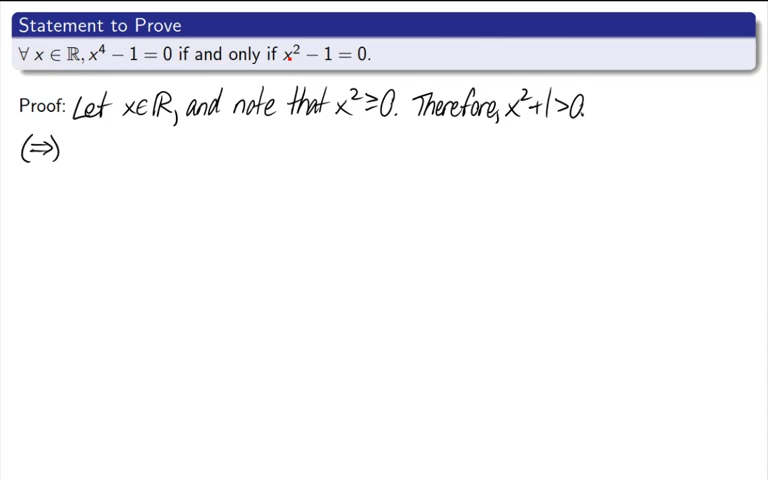 Statement to Prove
∀ x ∈ ℝ, x⁴ − 1 = 0 if and only if x² − 1 = 0.
Proof: Let x∈ℝ, and note that x²≥0. Therefore, x²+1>0.
(⇒)